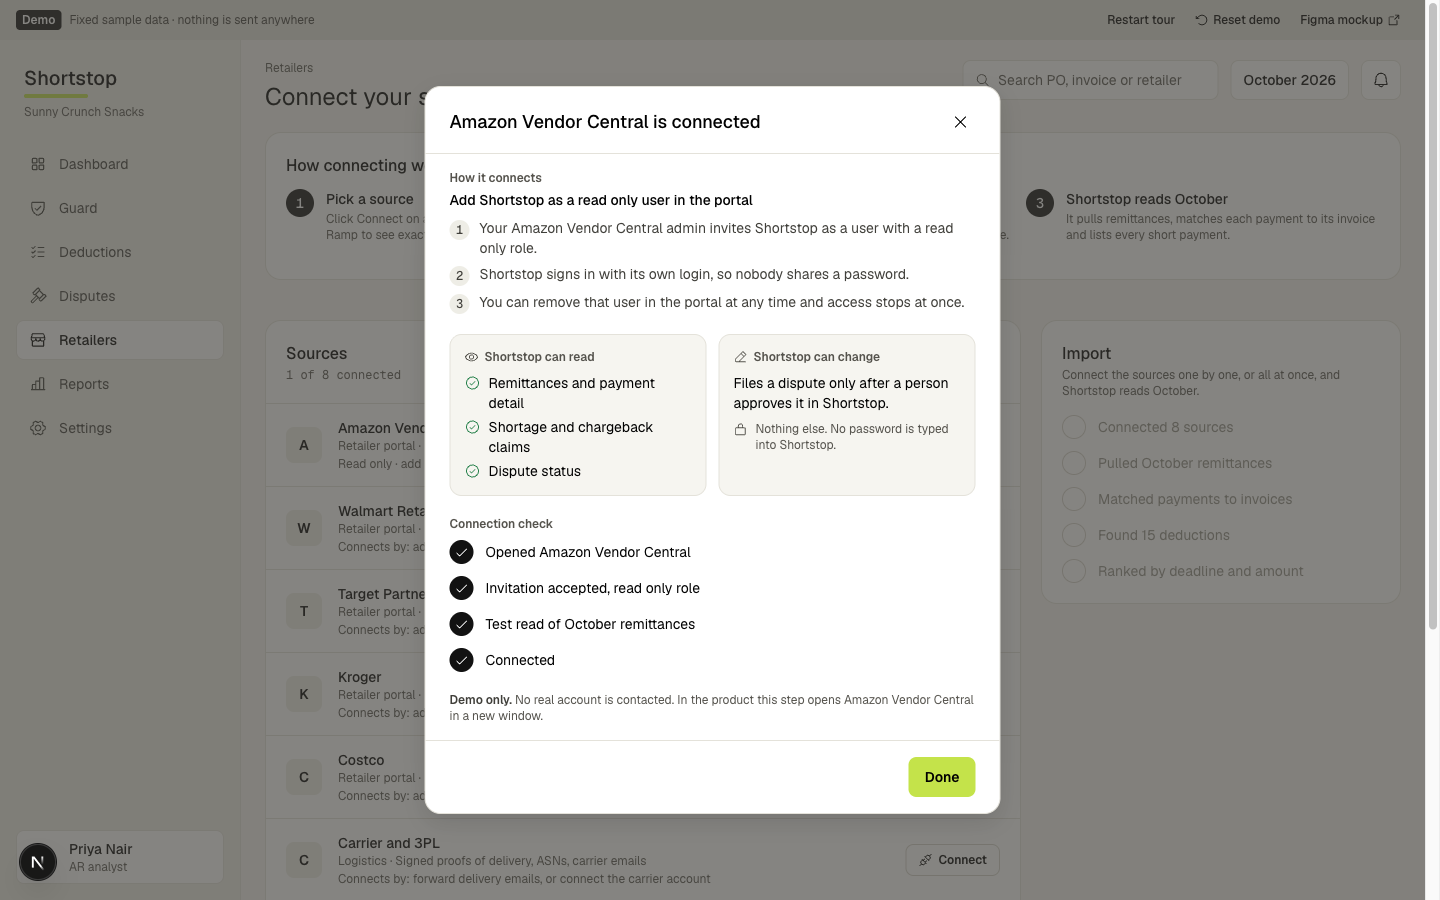 Demo
Fixed sample data · nothing is sent anywhere
Restart tour
Reset demo
Figma mockup
Shortstop
Sunny Crunch Snacks
Dashboard
Guard
Deductions
Disputes
Retailers
Reports
Settings
N
Priya Nair
AR analyst
Retailers
Connect your s
Search PO, invoice or retailer
October 2026
How connecting w
1
Pick a source
Click Connect on
Ramp to see exac
3
Shortstop reads October
It pulls remittances, matches each payment to its invoice
and lists every short payment.
Sources
1 of 8 connected
A
Amazon Vend
Retailer portal ·
Read only · add
W
Walmart Reta
Retailer portal ·
Connects by: ad
T
Target Partne
Retailer portal ·
Connects by: ad
K
Kroger
Retailer portal ·
Connects by: ad
C
Costco
Retailer portal ·
Connects by: ad
C
Carrier and 3PL
Logistics · Signed proofs of delivery, ASNs, carrier emails
Connects by: forward delivery emails, or connect the carrier account
Connect
Import
Connect the sources one by one, or all at once, and
Shortstop reads October.
Connected 8 sources
Pulled October remittances
Matched payments to invoices
Found 15 deductions
Ranked by deadline and amount
Amazon Vendor Central is connected
How it connects
Add Shortstop as a read only user in the portal
1
Your Amazon Vendor Central admin invites Shortstop as a user with a read
only role.
2
Shortstop signs in with its own login, so nobody shares a password.
3
You can remove that user in the portal at any time and access stops at once.
Shortstop can read
Remittances and payment
detail
Shortage and chargeback
claims
Dispute status
Shortstop can change
Files a dispute only after a person
approves it in Shortstop.
Nothing else. No password is typed
into Shortstop.
Connection check
Opened Amazon Vendor Central
Invitation accepted, read only role
Test read of October remittances
Connected
Demo only. No real account is contacted. In the product this step opens Amazon Vendor Central
in a new window.
Done